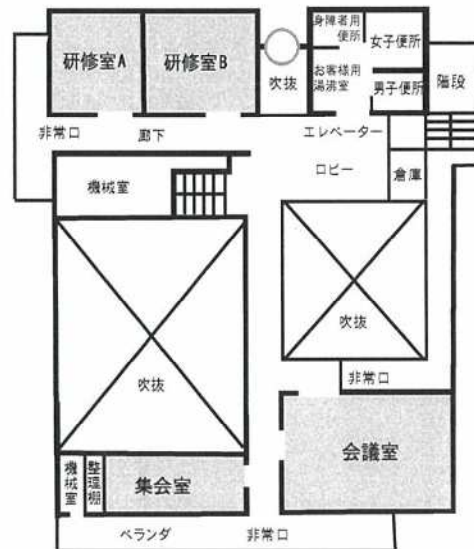 身障者用
便所
女子便所
研修室A
研修室B
吹抜
お客様用
湯沸室
男子便所
階段
非常口
廊下
エレベーター
ロビー
倉庫
機械室
吹抜
吹抜
非常口
会議室
機械室
整理棚
集会室
ベランダ
非常口